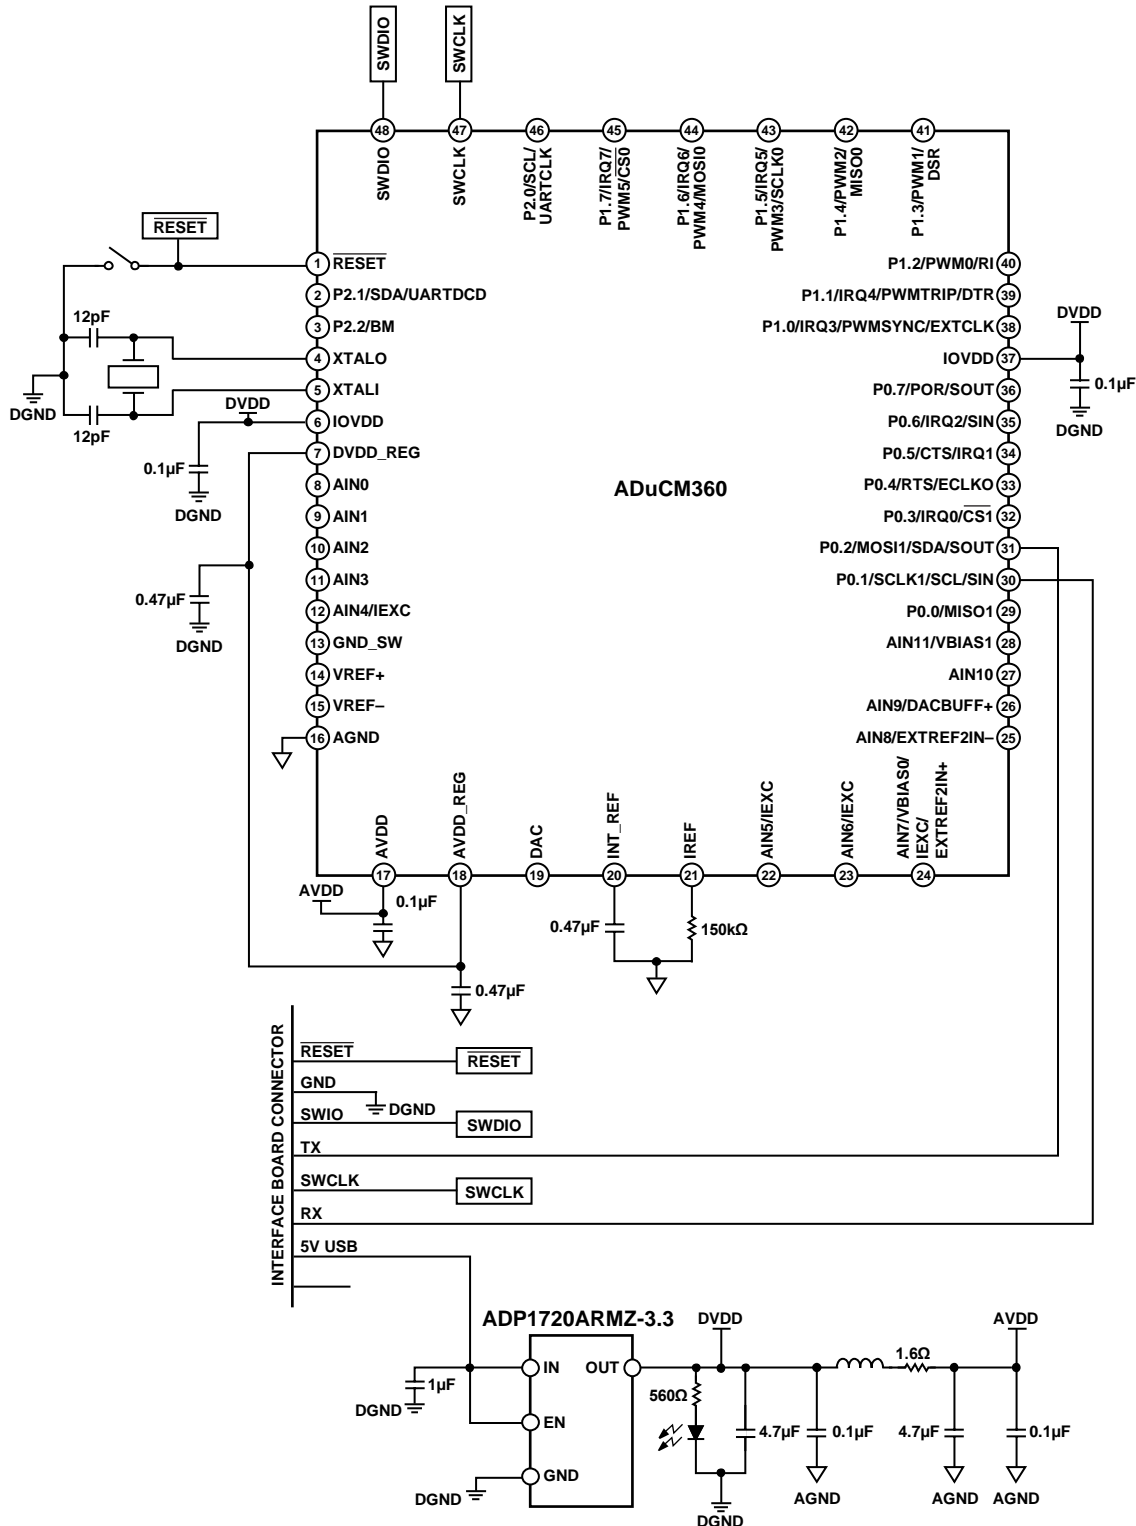 SWDIO
SWCLK
48
47
46
45
44
43
42
41
SWDIO
SWCLK
P2.0/SCL/
UARTCLK
P1.7/IRQ7/
PWM5/CS0
P1.6/IRQ6/
PWM4/MOSI0
P1.5/IRQ5/
PWM3/SCLK0
P1.4/PWM2/
MISO0
P1.3/PWM1/
DSR
RESET
1 RESET
2 P2.1/SDA/UARTDCD
3 P2.2/BM
4 XTALO
5 XTALI
6 IOVDD
7 DVDD_REG
8 AIN0
9 AIN1
10 AIN2
11 AIN3
12 AIN4/IEXC
13 GND_SW
14 VREF+
15 VREF–
16 AGND
12pF
DGND
12pF
DVDD
0.1µF
DGND
0.47µF
DGND
ADuCM360
P1.2/PWM0/RI 40
P1.1/IRQ4/PWMTRIP/DTR 39
P1.0/IRQ3/PWMSYNC/EXTCLK 38
IOVDD 37
P0.7/POR/SOUT 36
P0.6/IRQ2/SIN 35
P0.5/CTS/IRQ1 34
P0.4/RTS/ECLKO 33
P0.3/IRQ0/CS1 32
P0.2/MOSI1/SDA/SOUT 31
P0.1/SCLK1/SCL/SIN 30
P0.0/MISO1 29
AIN11/VBIAS1 28
AIN10 27
AIN9/DACBUFF+ 26
AIN8/EXTREF2IN– 25
DVDD
0.1µF
DGND
AVDD
AVDD_REG
DAC
INT_REF
IREF
AIN5/IEXC
AIN6/IEXC
AIN7/VBIAS0/
IEXC/
EXTREF2IN+
17
18
19
20
21
22
23
24
AVDD
0.1µF
0.47µF
150kΩ
0.47µF
INTERFACE BOARD CONNECTOR
RESET
RESET
GND
DGND
SWIO
SWDIO
TX
SWCLK
SWCLK
RX
5V USB
ADP1720ARMZ-3.3
IN
OUT
EN
GND
1µF
DGND
DGND
DVDD
AVDD
1.6Ω
560Ω
4.7µF
0.1µF
4.7µF
0.1µF
DGND
AGND
AGND
AGND